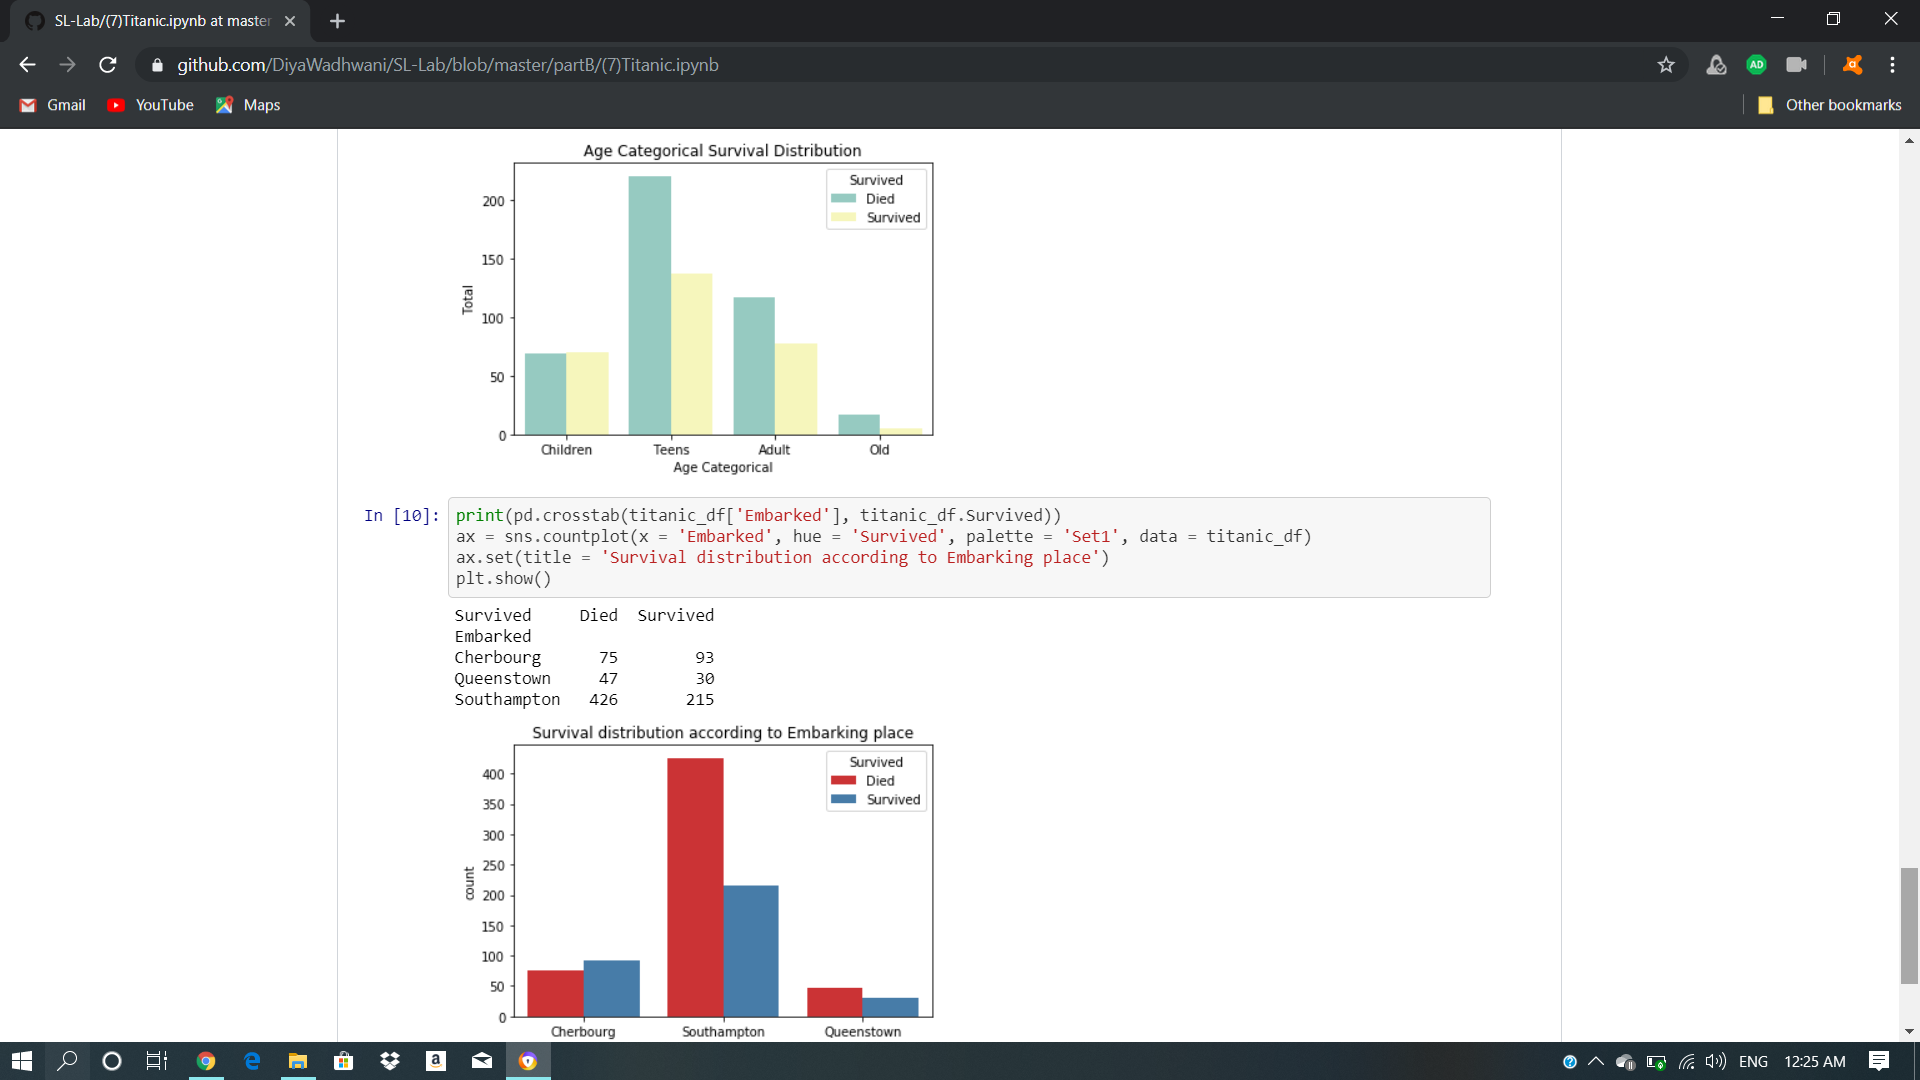 SL-Lab/(7)Titanic.ipynb at master
github.com/DiyaWadhwani/SL-Lab/blob/master/partB/(7)Titanic.ipynb
AD
Gmail YouTube Maps Other bookmarks
Age Categorical Survival Distribution
Survived
Died
Survived
200
150
100
50
0
Total
Children Teens Adult Old
Age Categorical
In [10]: print(pd.crosstab(titanic_df['Embarked'], titanic_df.Survived))
ax = sns.countplot(x = 'Embarked', hue = 'Survived', palette = 'Set1', data = titanic_df)
ax.set(title = 'Survival distribution according to Embarking place')
plt.show()
Survived Died Survived
Embarked
Cherbourg 75 93
Queenstown 47 30
Southampton 426 215
Survival distribution according to Embarking place
Survived
Died
Survived
400
350
300
250
200
150
100
50
0
count
Cherbourg Southampton Queenstown
ENG 12:25 AM